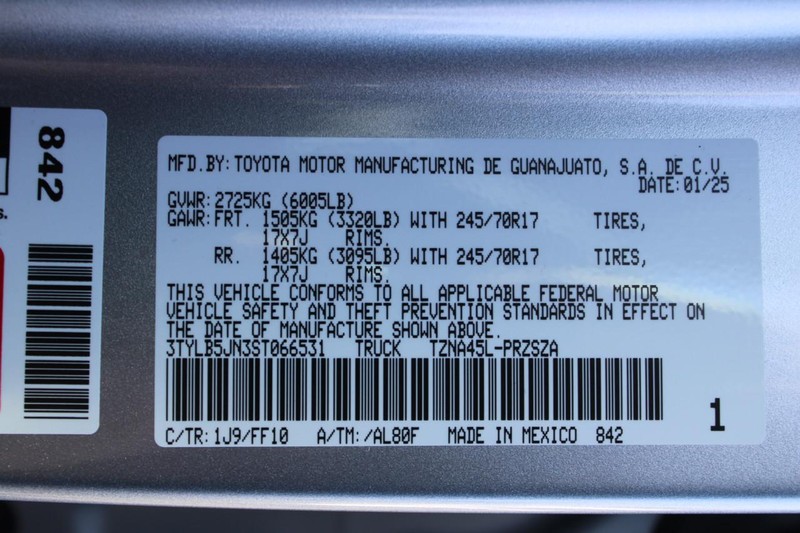 842
s.
MFD.BY:TOYOTA MOTOR MANUFACTURING DE GUANAJUATO, S.A. DE C.V.
DATE:01/25
GVWR:2725KG (6005LB)
GAWR:FRT. 1505KG (3320LB) WITH 245/70R17 TIRES,
17X7J RIMS.
RR. 1405KG (3095LB) WITH 245/70R17 TIRES,
17X7J RIMS.
THIS VEHICLE CONFORMS TO ALL APPLICABLE FEDERAL MOTOR
VEHICLE SAFETY AND THEFT PREVENTION STANDARDS IN EFFECT ON
THE DATE OF MANUFACTURE SHOWN ABOVE.
3TYLB5JN3ST066531 TRUCK TZNA45L-PRZSZA
1
C/TR:1J9/FF10 A/TM:/AL80F MADE IN MEXICO 842